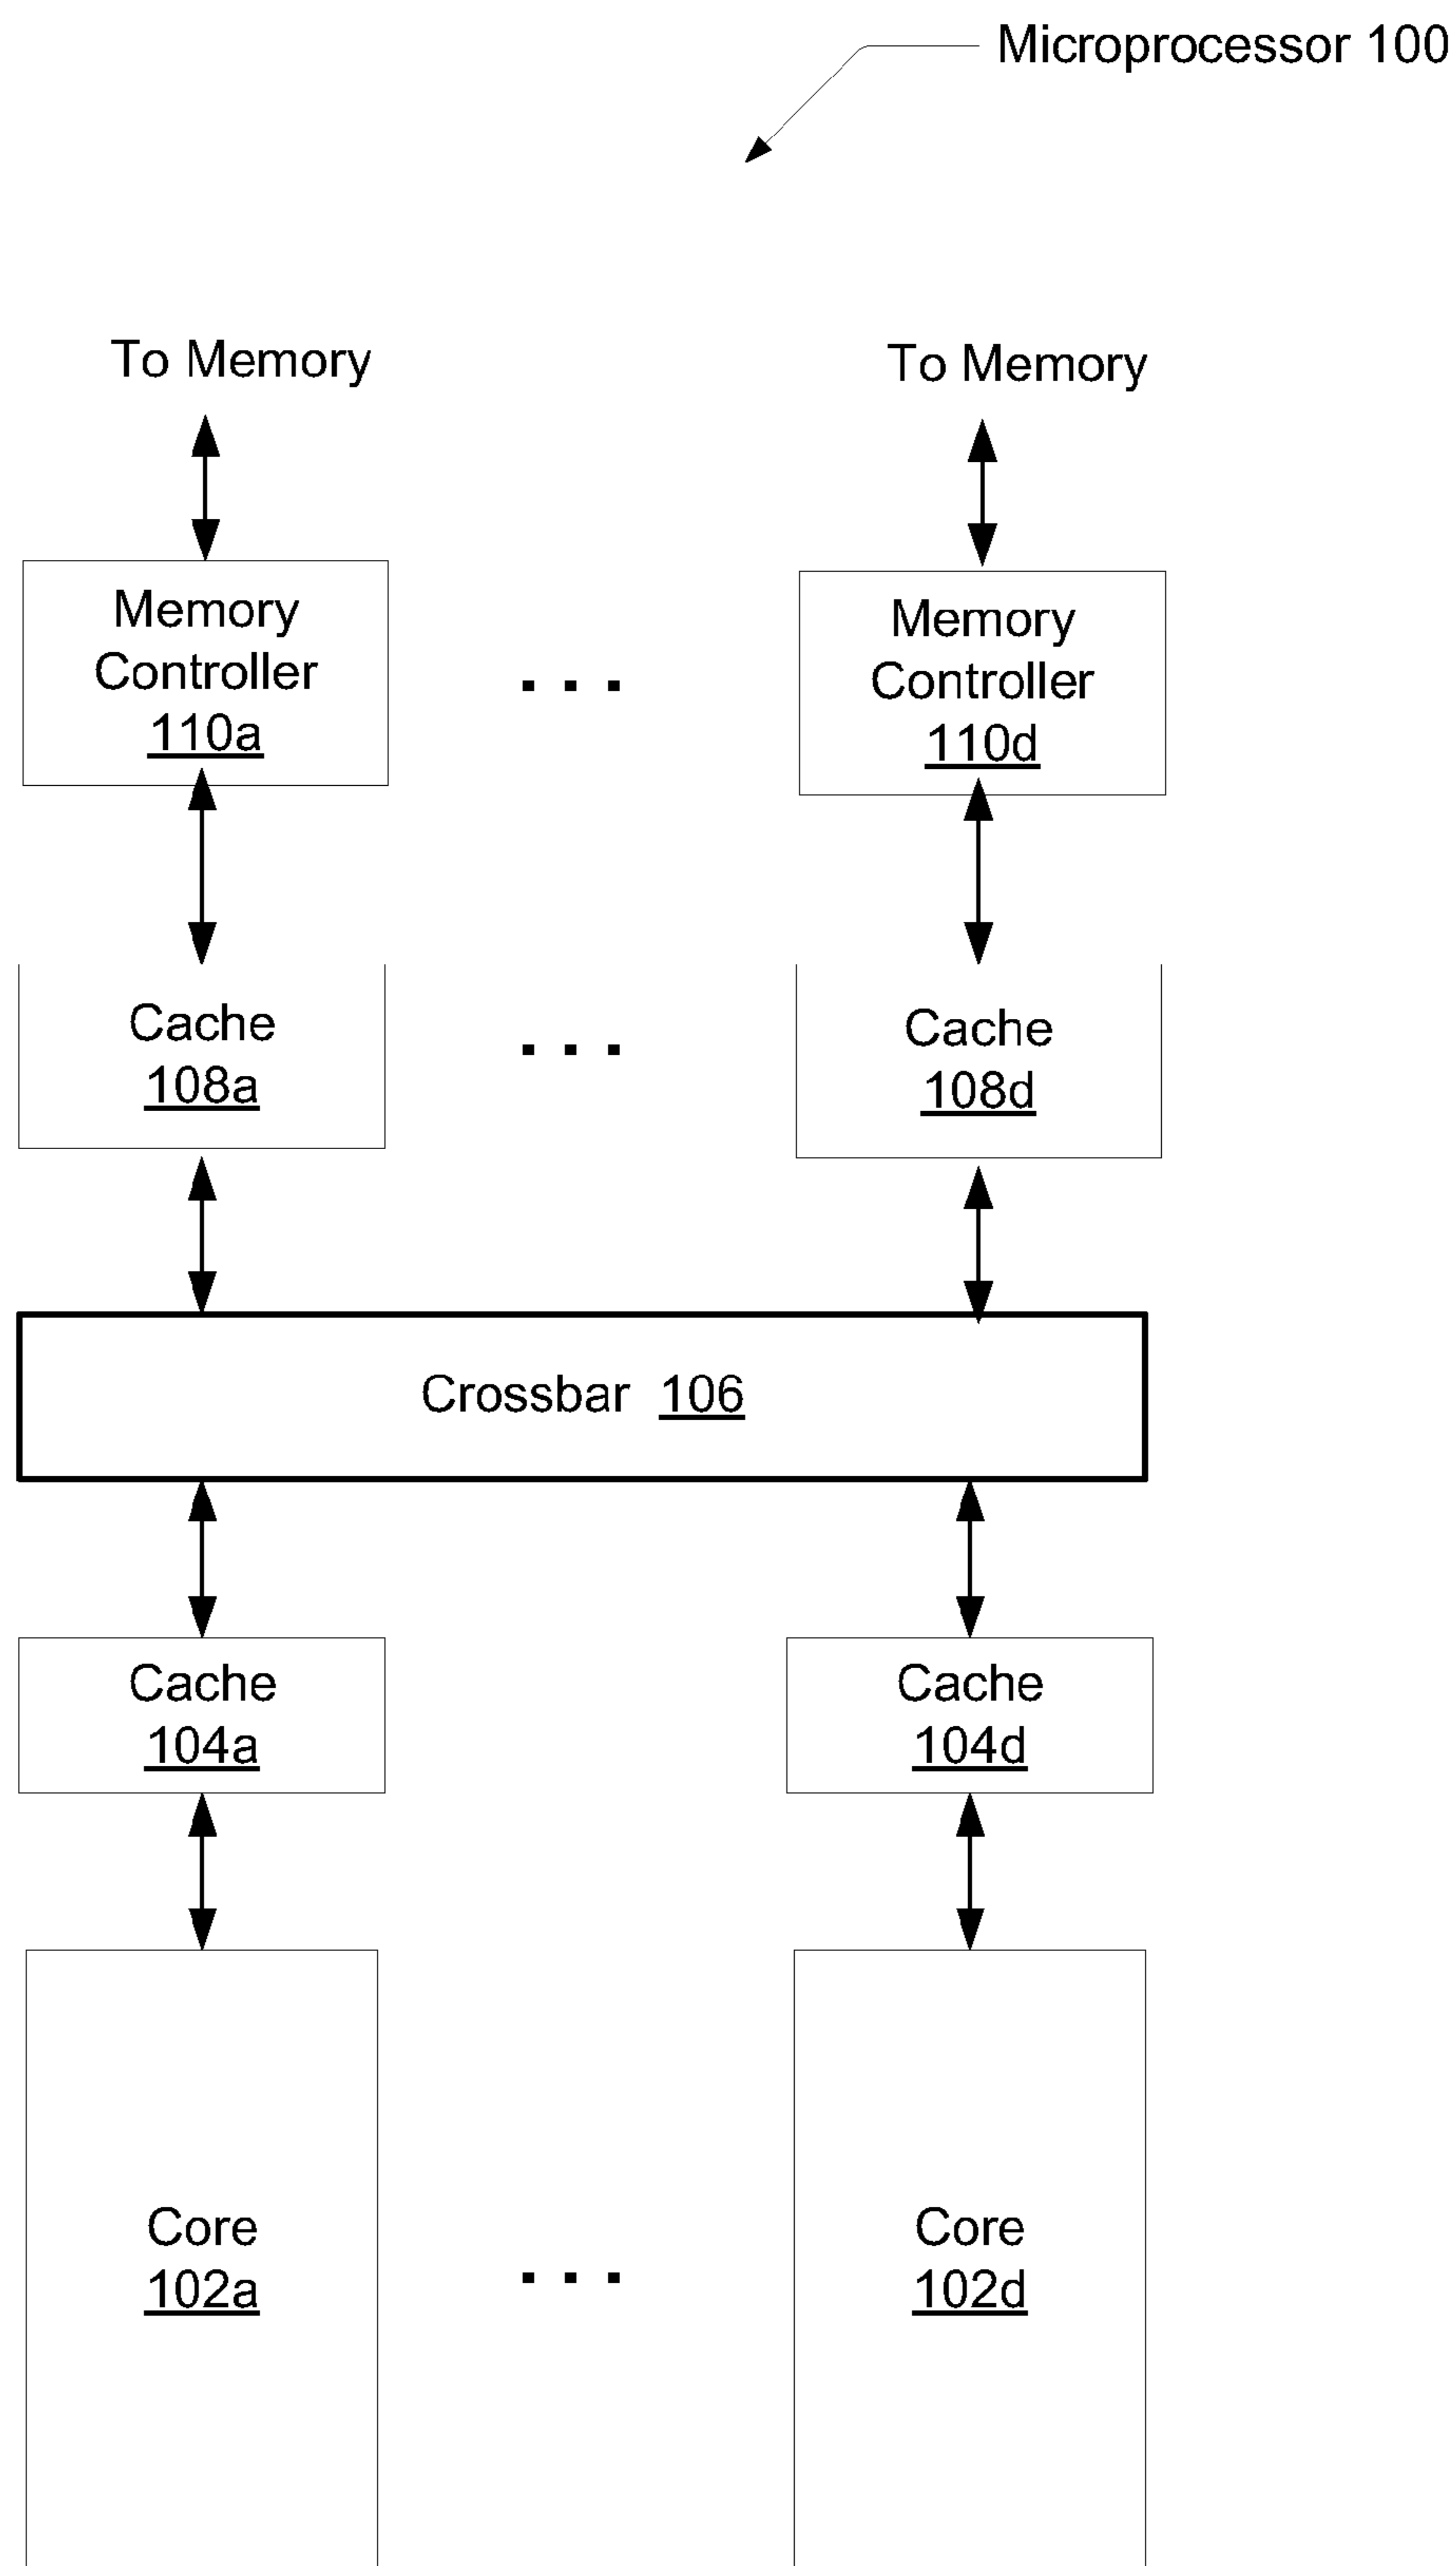 Microprocessor 100
To Memory
To Memory
Memory
Controller
110a
. . .
Memory
Controller
110d
Cache
108a
. . .
Cache
108d
Crossbar 106
Cache
104a
Cache
104d
Core
102a
. . .
Core
102d